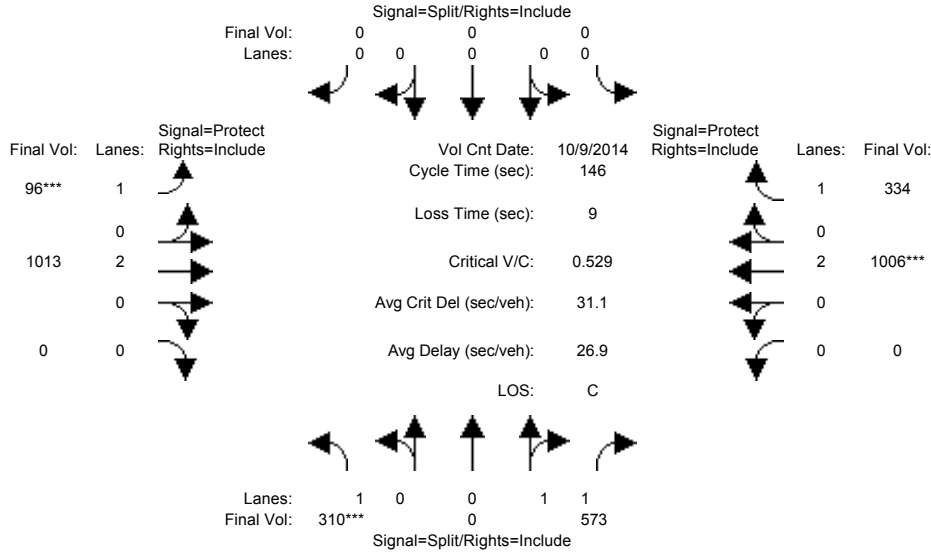 Signal=Split/Rights=Include
Final Vol: 0 0 0
Lanes: 0 0 0 0 0
Signal=Protect Signal=Protect
Final Vol: Lanes: Rights=Include Vol Cnt Date: 10/9/2014 Rights=Include Lanes: Final Vol:
Cycle Time (sec): 146
96*** 1 1 334
Loss Time (sec): 9
0 0
1013 2 Critical V/C: 0.529 2 1006***
0 Avg Crit Del (sec/veh): 31.1 0
0 0 Avg Delay (sec/veh): 26.9 0 0
LOS: C
Lanes: 1 0 0 1 1
Final Vol: 310*** 0 573
Signal=Split/Rights=Include